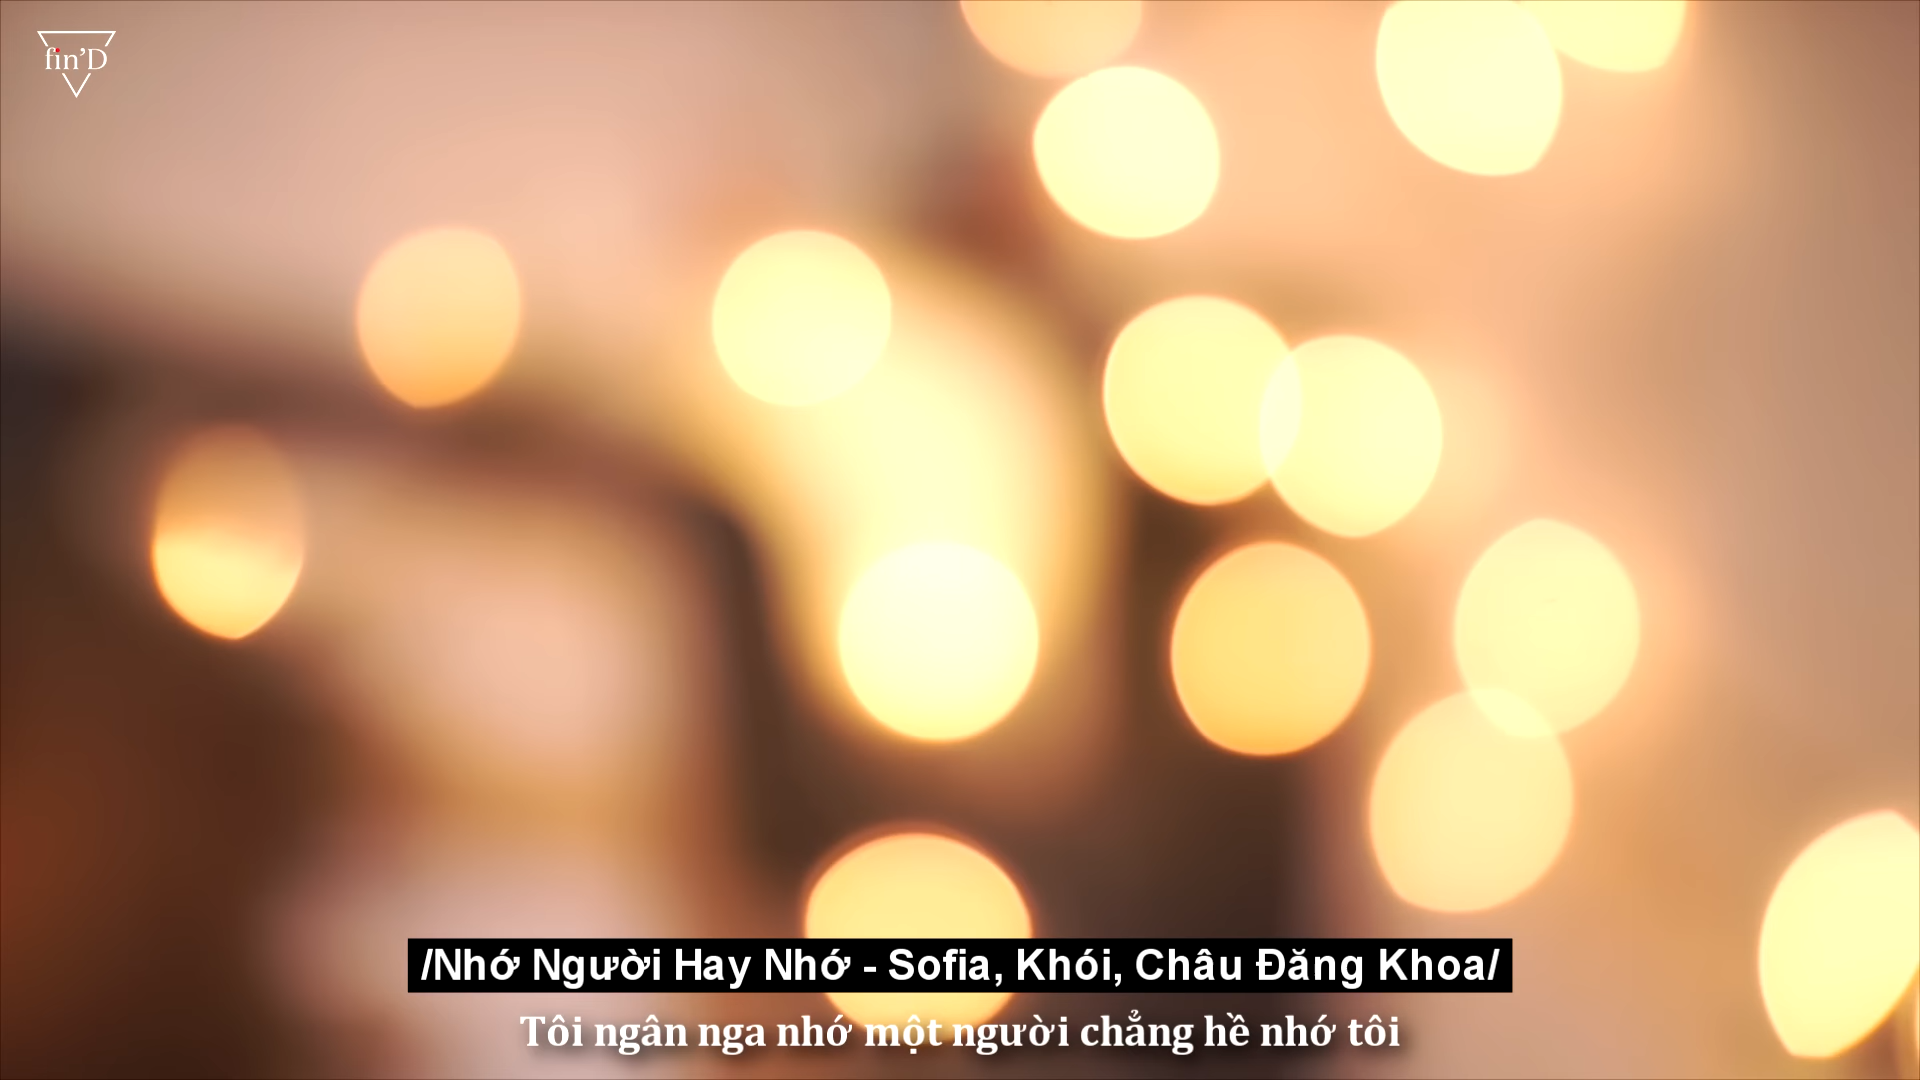 fin’D
/Nhớ Người Hay Nhớ - Sofia, Khói, Châu Đăng Khoa/
Tôi ngân nga nhớ một người chẳng hề nhớ tôi